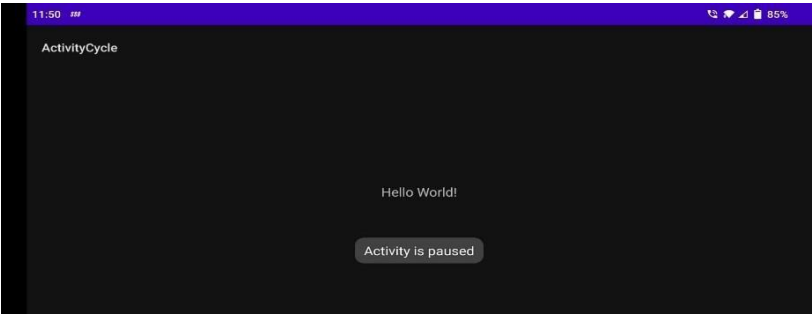 11:50
85%
ActivityCycle
Hello World!
Activity is paused